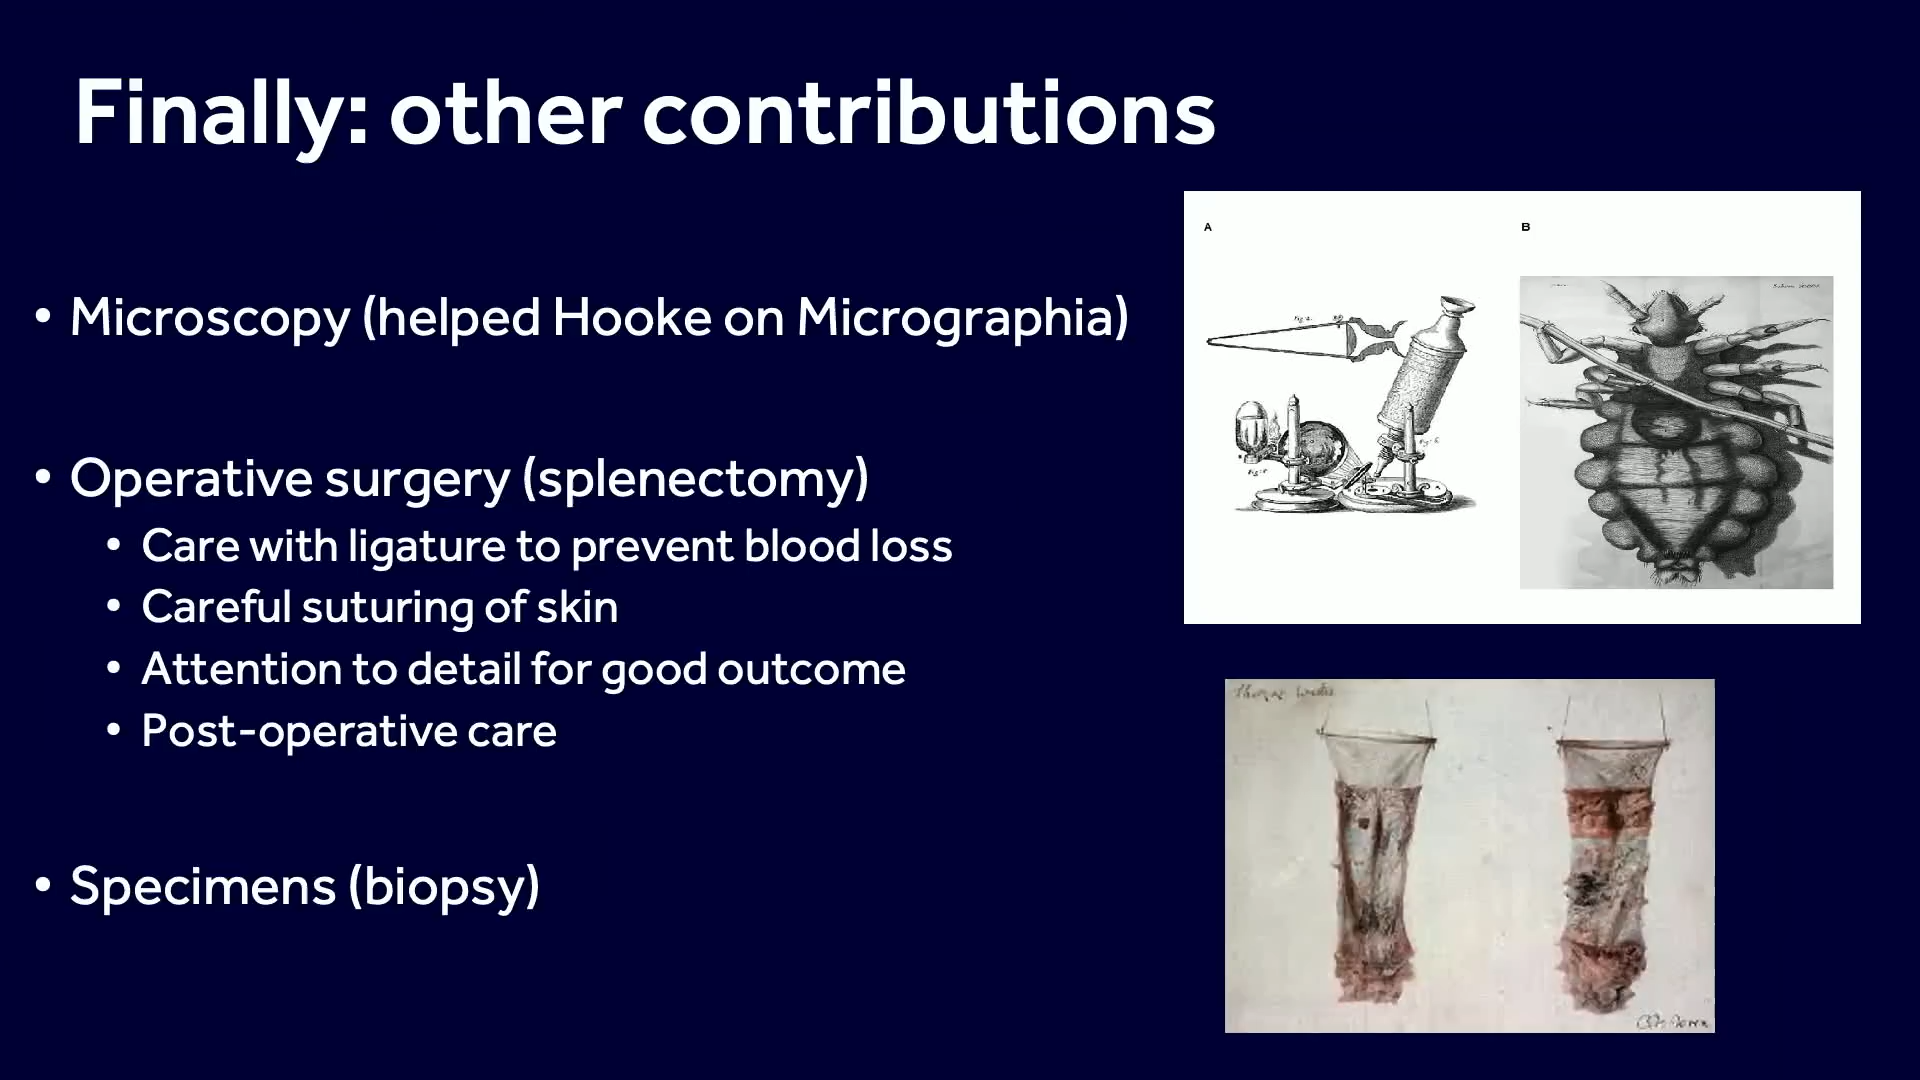 Finally: other contributions
• Microscopy (helped Hooke on Micrographia)
• Operative surgery (splenectomy)
• Care with ligature to prevent blood loss
• Careful suturing of skin
• Attention to detail for good outcome
• Post-operative care
• Specimens (biopsy)
A
B